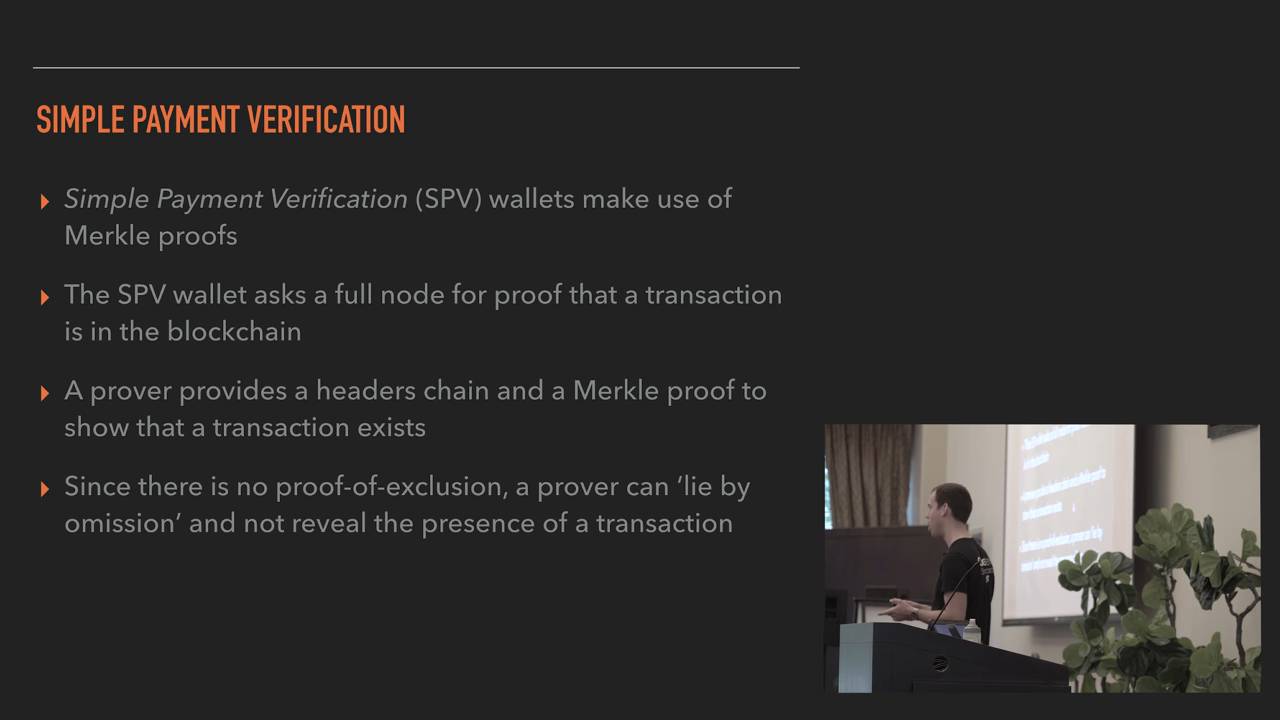 SIMPLE PAYMENT VERIFICATION
Simple Payment Verification (SPV) wallets make use of
Merkle proofs
The SPV wallet asks a full node for proof that a transaction
is in the blockchain
A prover provides a headers chain and a Merkle proof to
show that a transaction exists
Since there is no proof-of-exclusion, a prover can ‘lie by
omission’ and not reveal the presence of a transaction